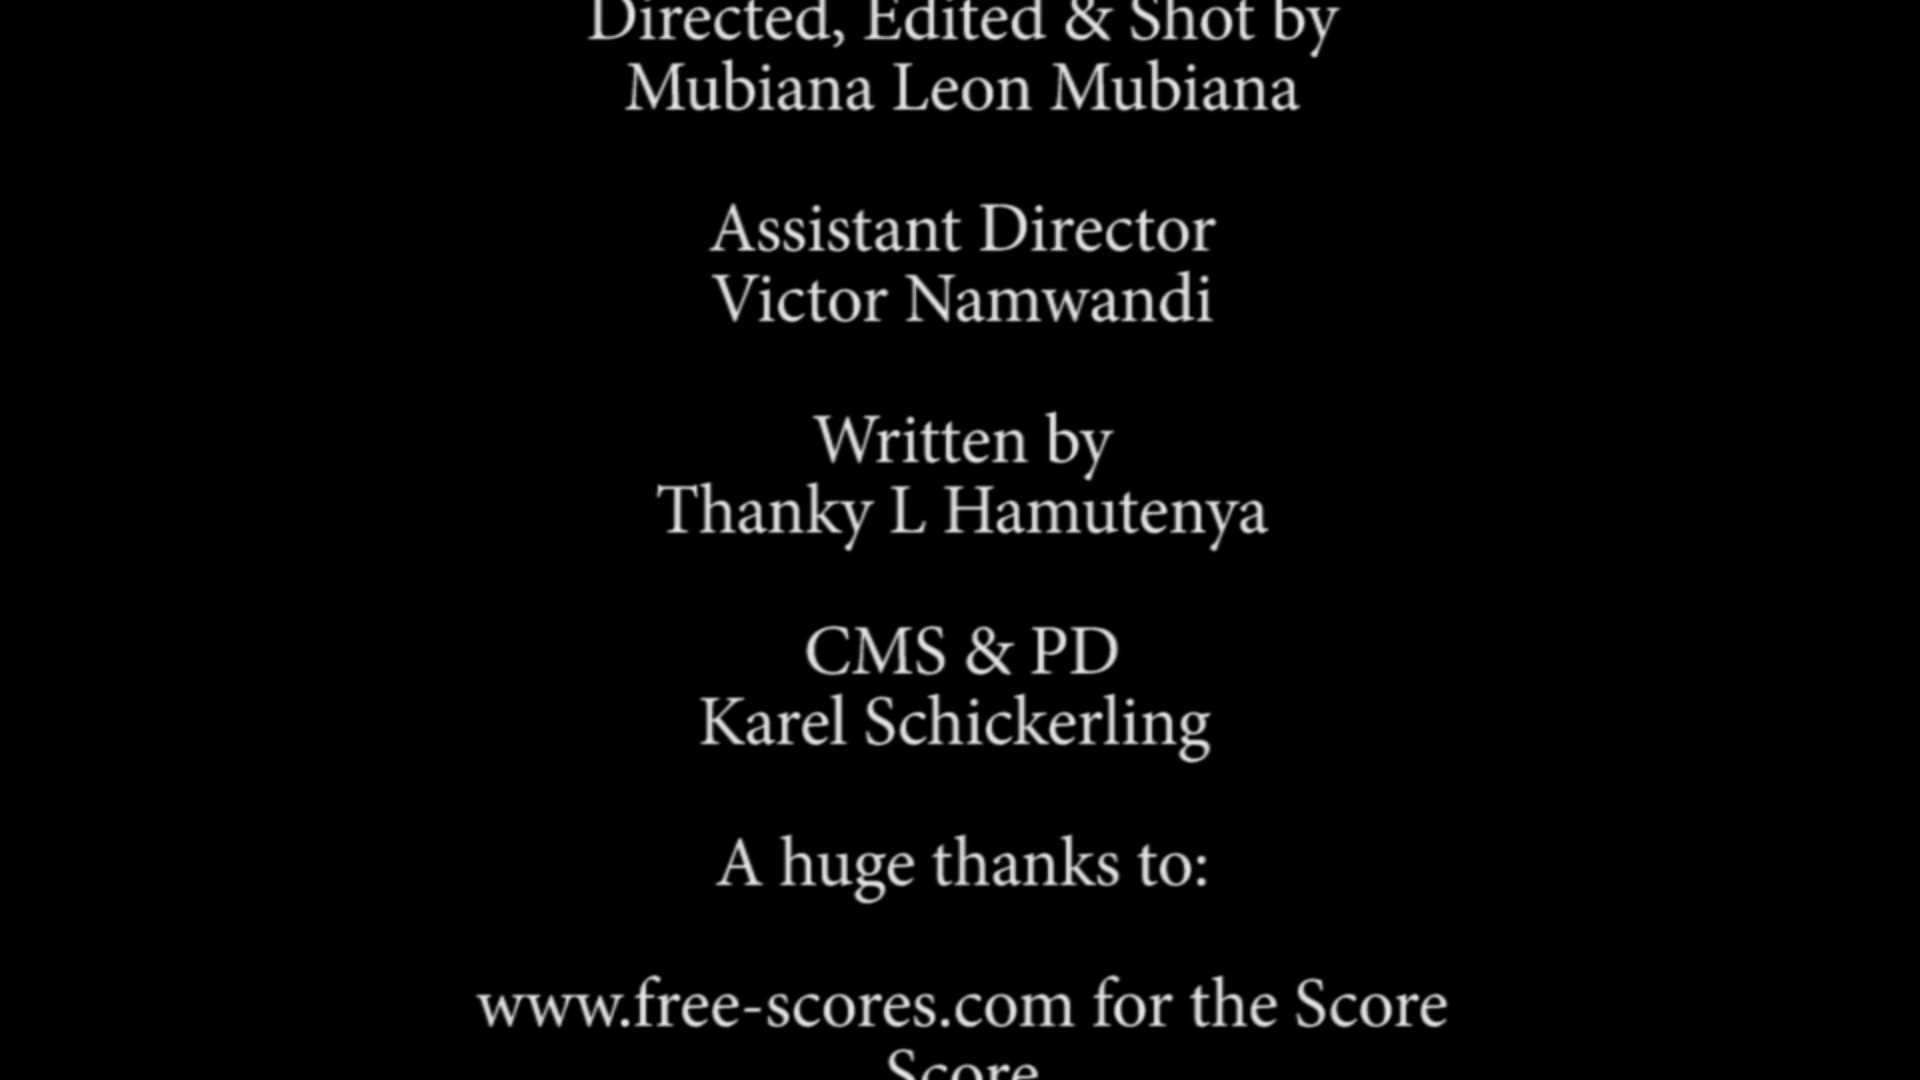 Directed, Edited & Shot by
Mubiana Leon Mubiana
Assistant Director
Victor Namwandi
Written by
Thanky L Hamutenya
CMS & PD
Karel Schickerling
A huge thanks to:
www.free-scores.com for the Score
Score